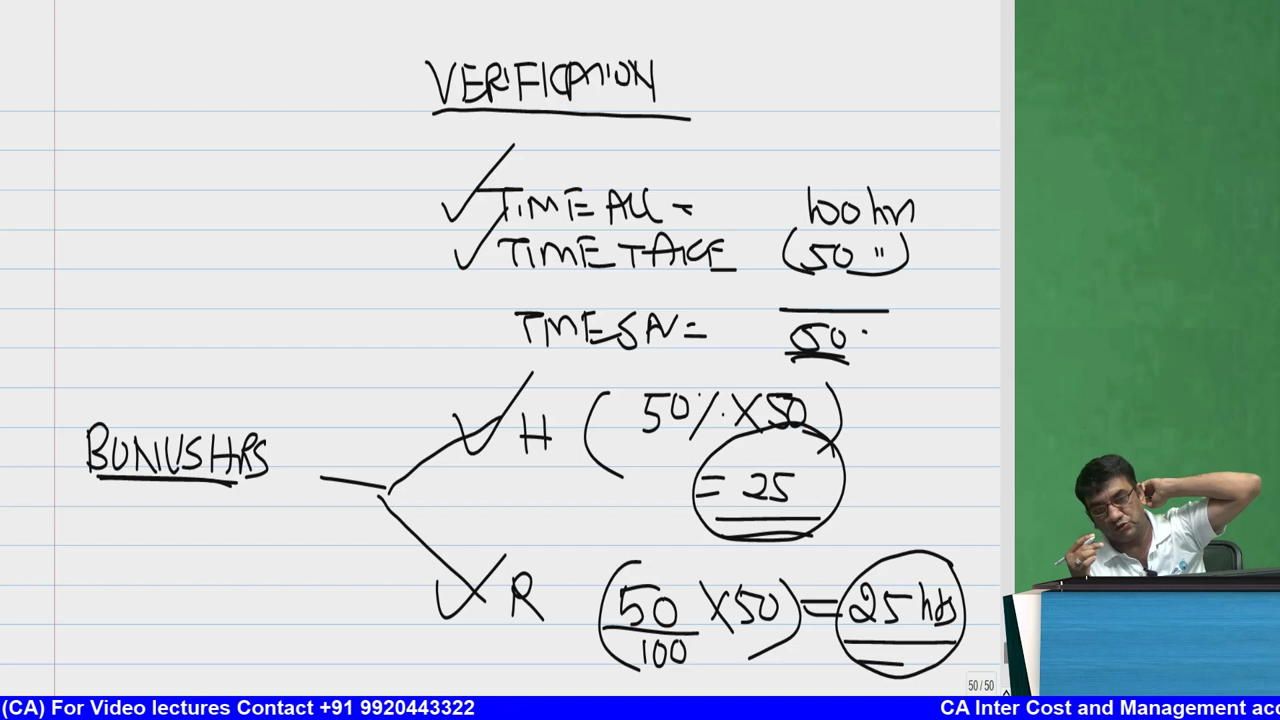 VERIFICATION
TIME ALL = 100 hrs
TIME TAKE (50 ")
TIME SAV = 50
BONUS HRS
H (50% X 50)
= 25
R (50/100 X 50) = 25 hrs
50 / 50
(CA) For Video lectures Contact +91 9920443322
CA Inter Cost and Management acc